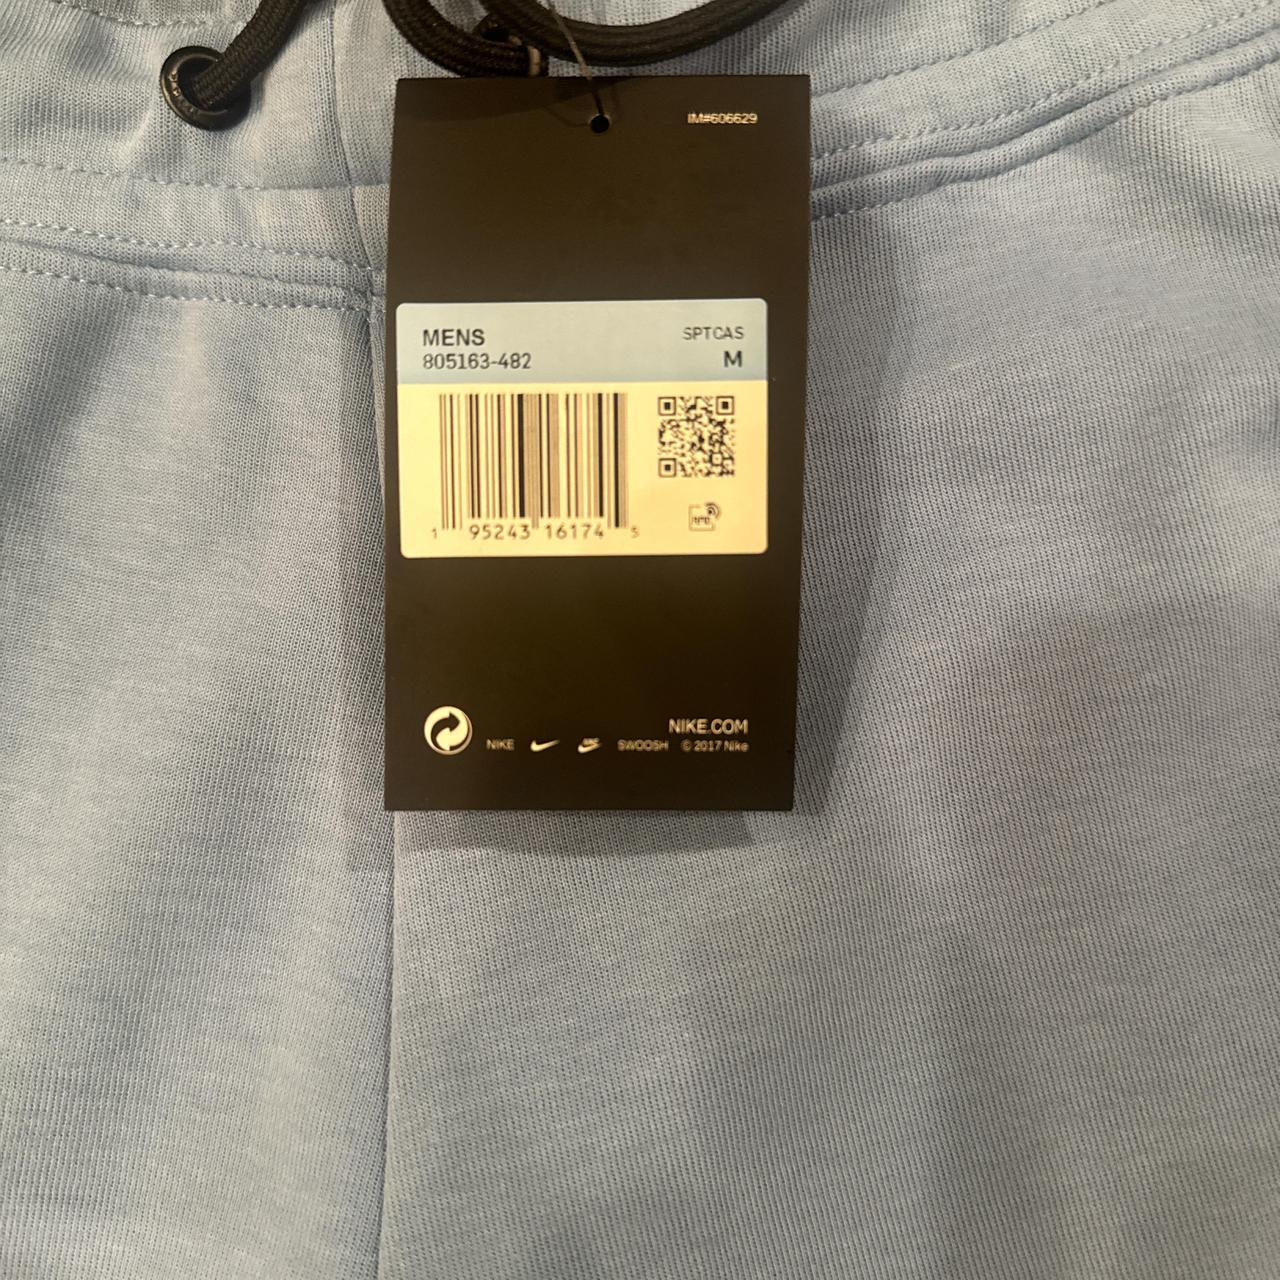 IM#606629
MENS SPTCAS
805163-482 M
1 95243 16174 5
NIKE.COM
NIKE SWOOSH © 2017 Nike